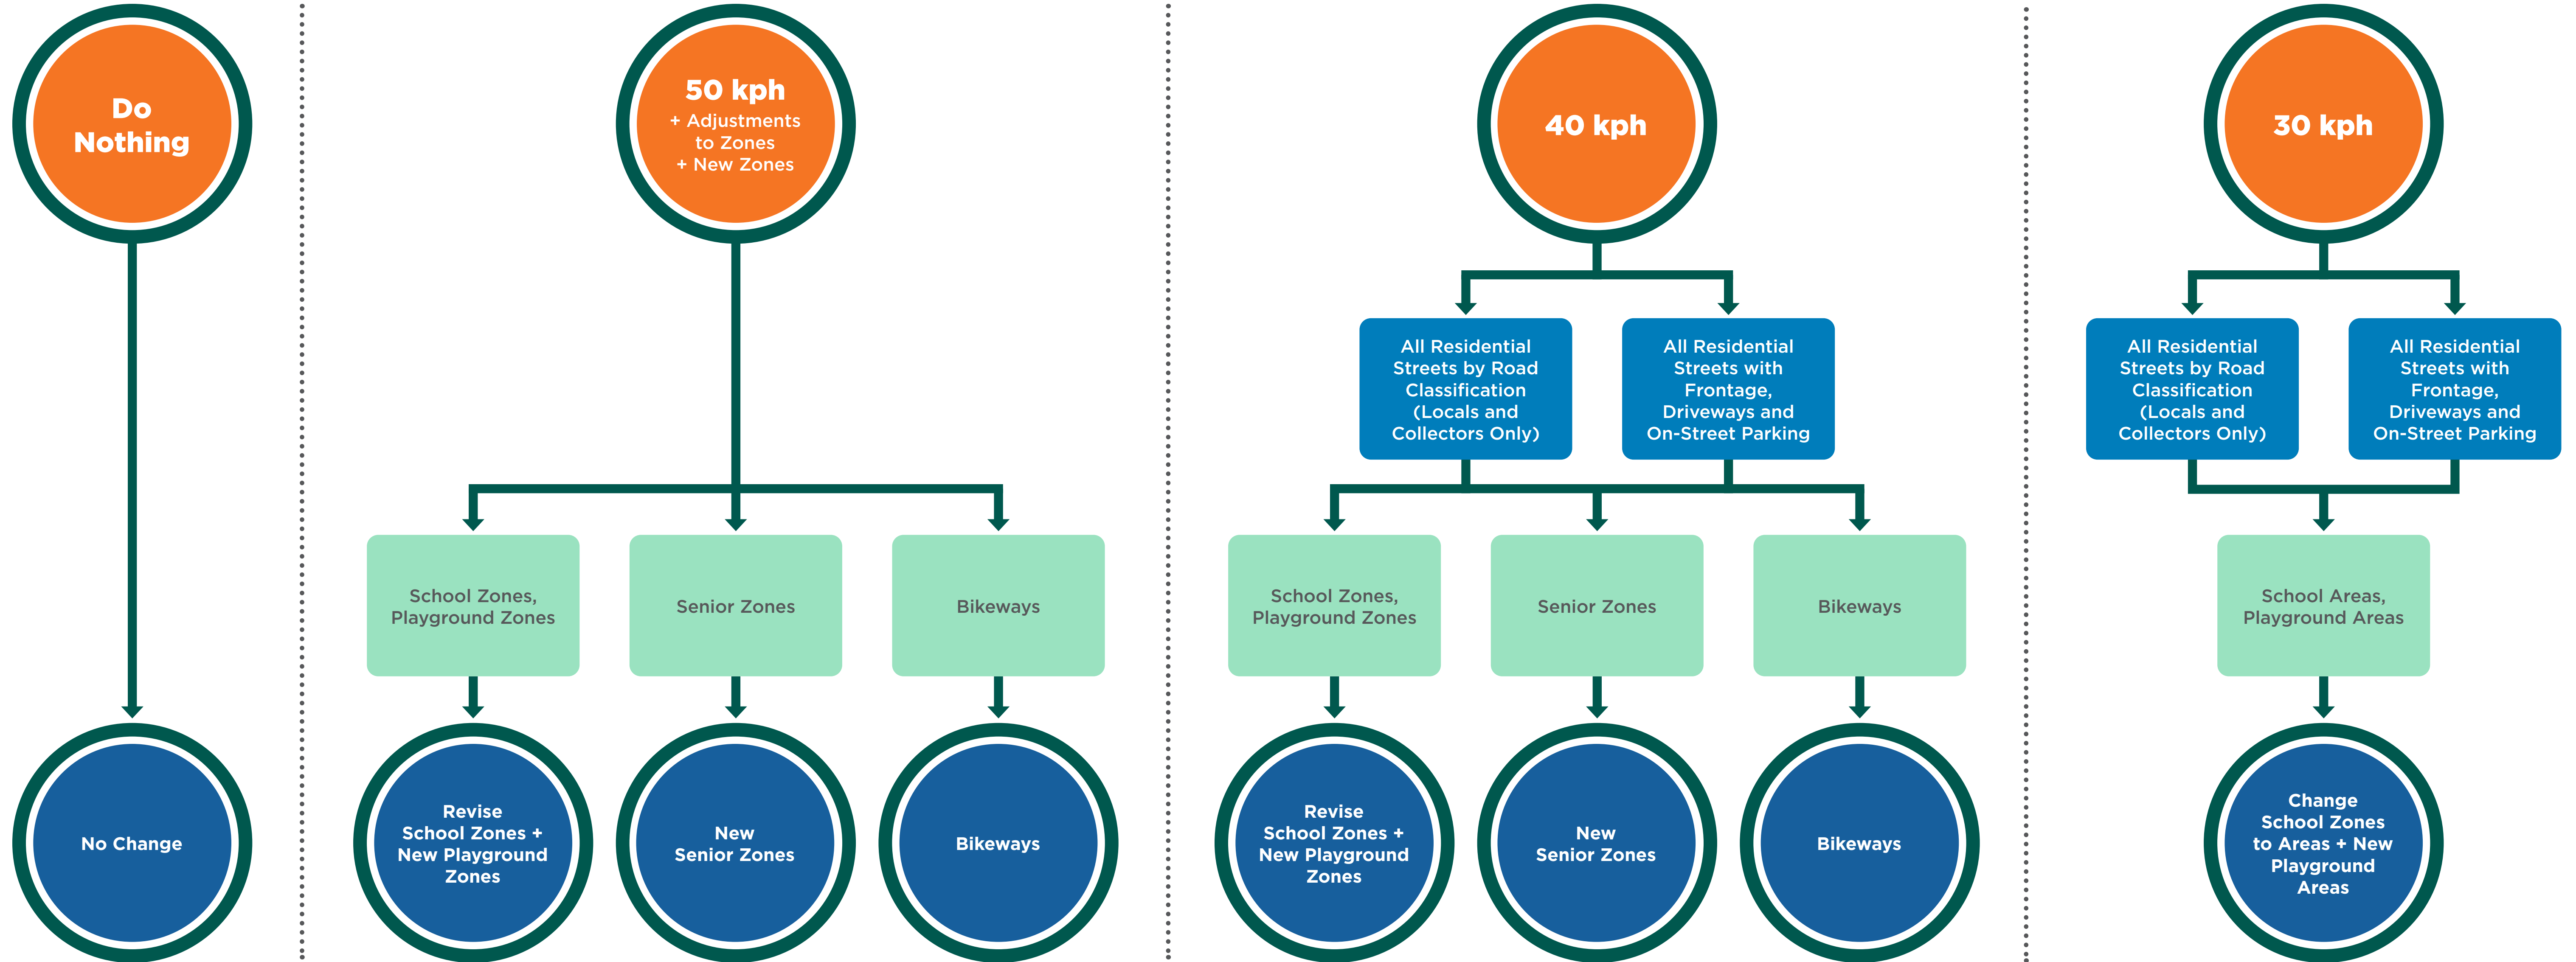 Do
Nothing
No Change
50 kph
+ Adjustments
to Zones
+ New Zones
School Zones,
Playground Zones
Senior Zones
Bikeways
Revise
School Zones +
New Playground
Zones
New
Senior Zones
Bikeways
40 kph
All Residential
Streets by Road
Classification
(Locals and
Collectors Only)
All Residential
Streets with
Frontage,
Driveways and
On-Street Parking
School Zones,
Playground Zones
Senior Zones
Bikeways
Revise
School Zones +
New Playground
Zones
New
Senior Zones
Bikeways
30 kph
All Residential
Streets by Road
Classification
(Locals and
Collectors Only)
All Residential
Streets with
Frontage,
Driveways and
On-Street Parking
School Areas,
Playground Areas
Change
School Zones
to Areas + New
Playground
Areas